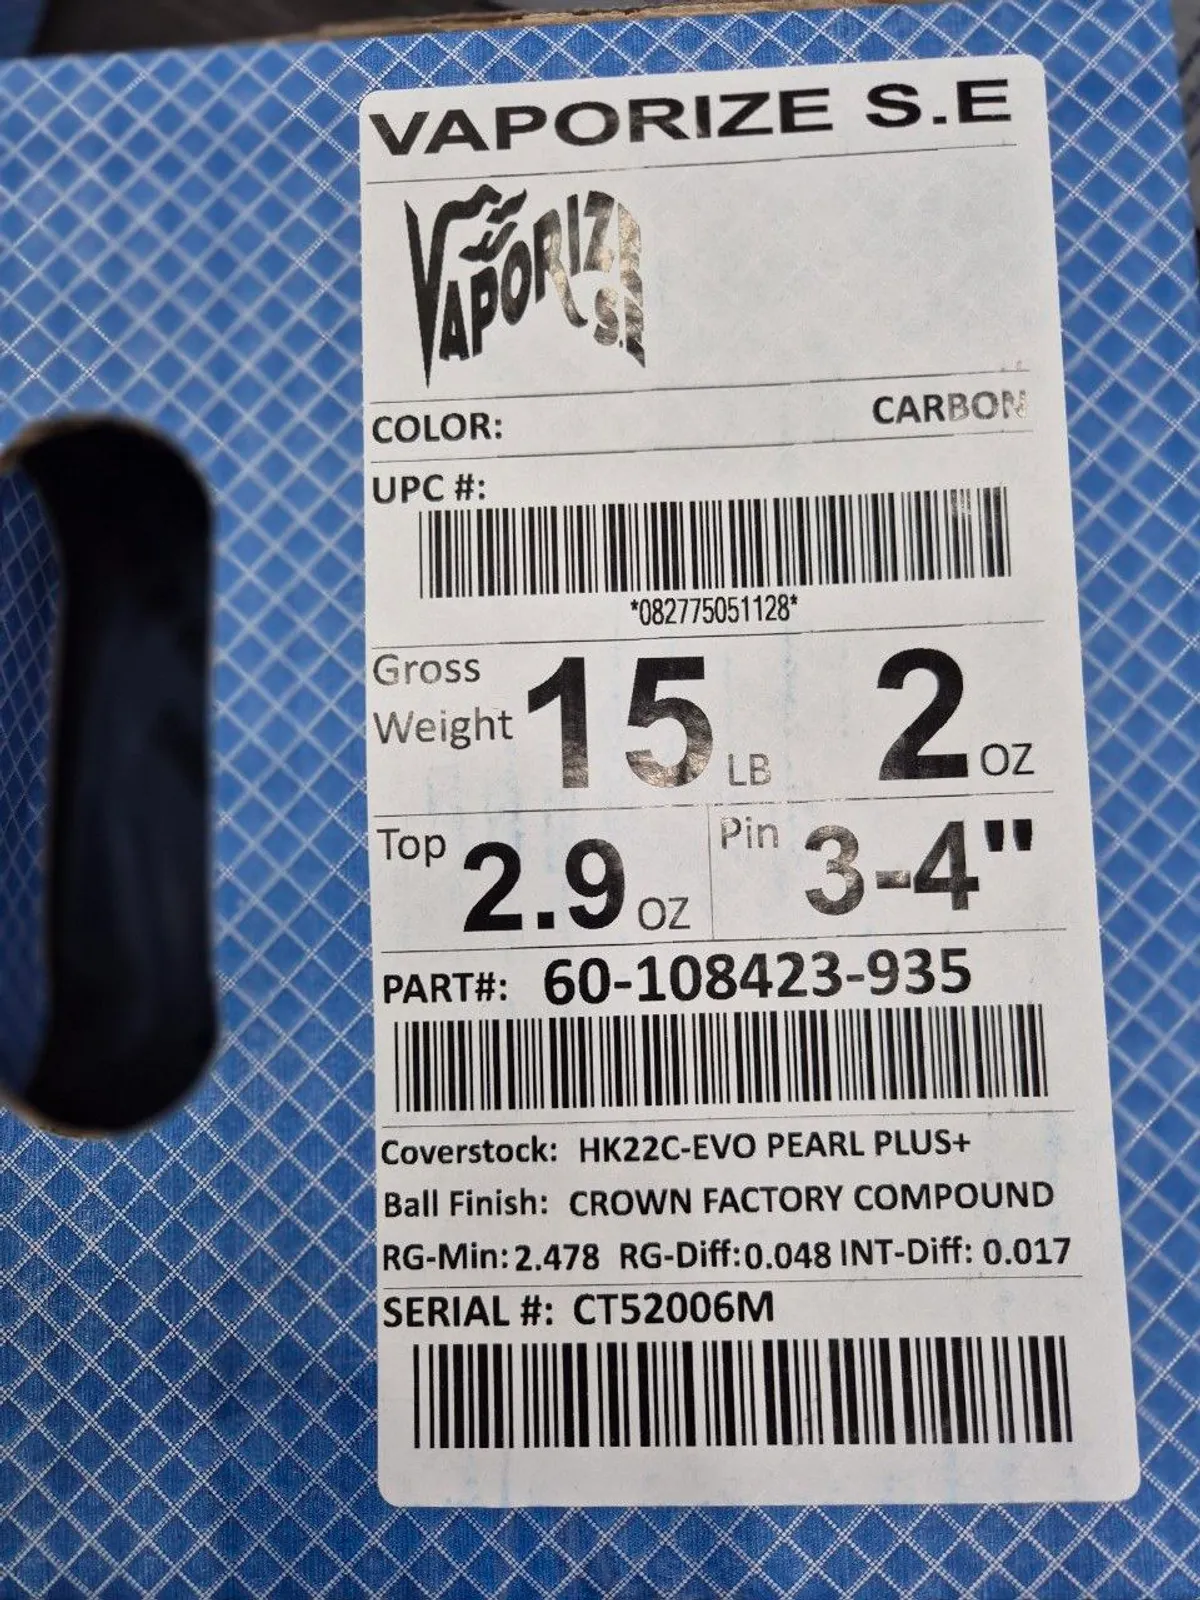 VAPORIZE S.E
VAPORIZE
S.E
COLOR: CARBON
UPC #:
*082775051128*
Gross Weight 15 LB 2 OZ
Top 2.9 OZ Pin 3-4"
PART#: 60-108423-935
Coverstock: HK22C-EVO PEARL PLUS+
Ball Finish: CROWN FACTORY COMPOUND
RG-Min: 2.478 RG-Diff: 0.048 INT-Diff: 0.017
SERIAL #: CT52006M